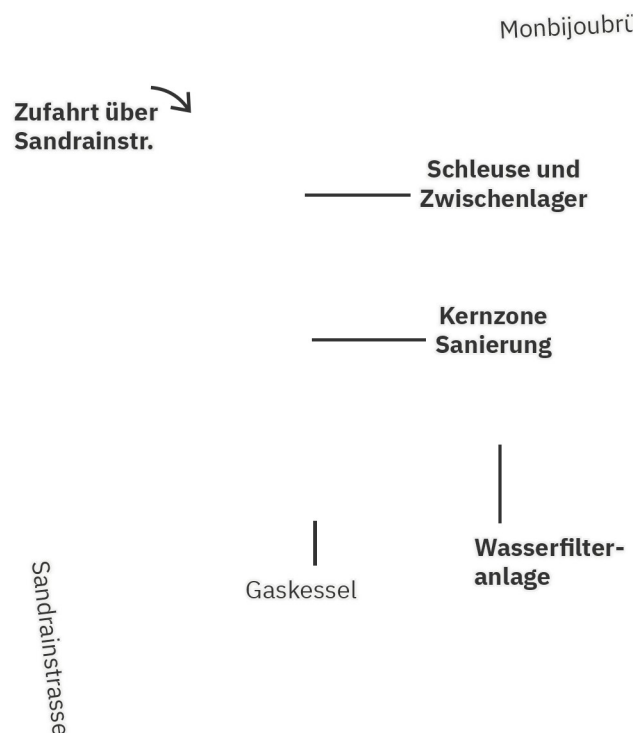 Monbijoubrü
Zufahrt über
Sandrainstr.
Schleuse und
Zwischenlager
Kernzone
Sanierung
Wasserfilter-
anlage
Gaskessel
Sandrainstrasse